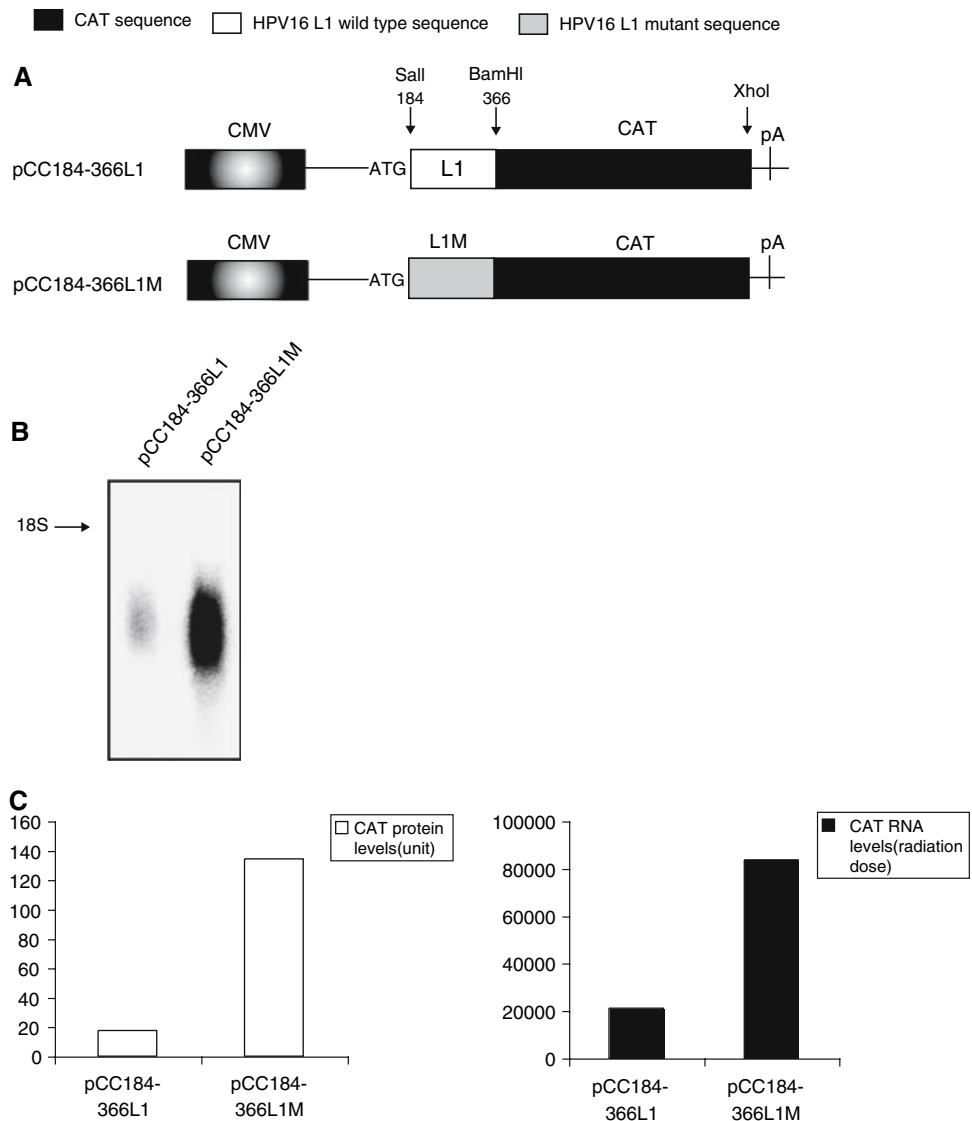 CAT sequence
HPV16 L1 wild type sequence
HPV16 L1 mutant sequence
A
SalI
184
BamHI
366
XhoI
CMV
CAT
pA
pCC184-366L1
ATG
L1
CMV
L1M
CAT
pA
pCC184-366L1M
ATG
B
pCC184-366L1
pCC184-366L1M
18S
C
160
140
120
100
80
60
40
20
0
CAT protein
levels(unit)
pCC184-
366L1
pCC184-
366L1M
100000
80000
60000
40000
20000
0
CAT RNA
levels(radiation
dose)
pCC184-
366L1
pCC184-
366L1M